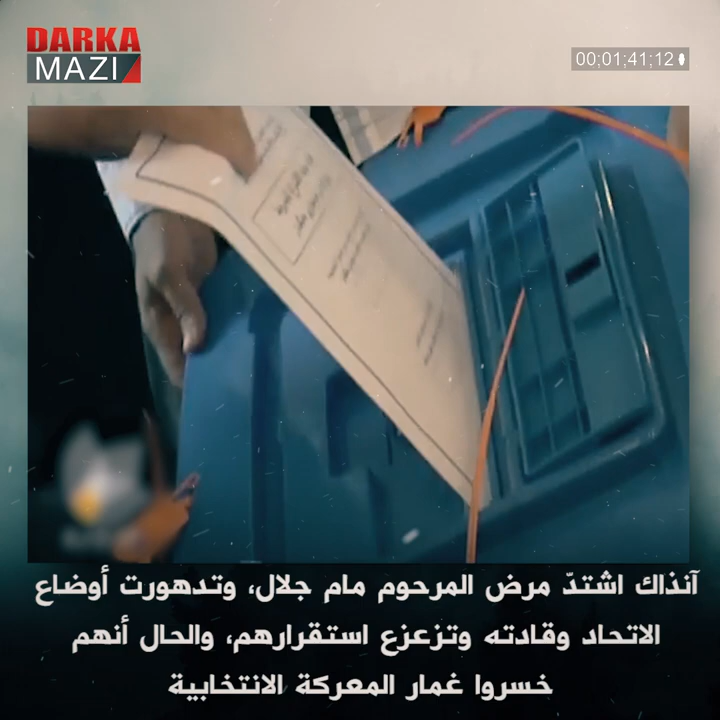 DARKA
MAZI
00;01;41;12
آنذاك اشتدّ مرض المرحوم مام جلال، وتدهورت أوضاع
الاتحاد وقادته وتزعزع استقرارهم، والحال أنهم
خسروا غمار المعركة الانتخابية